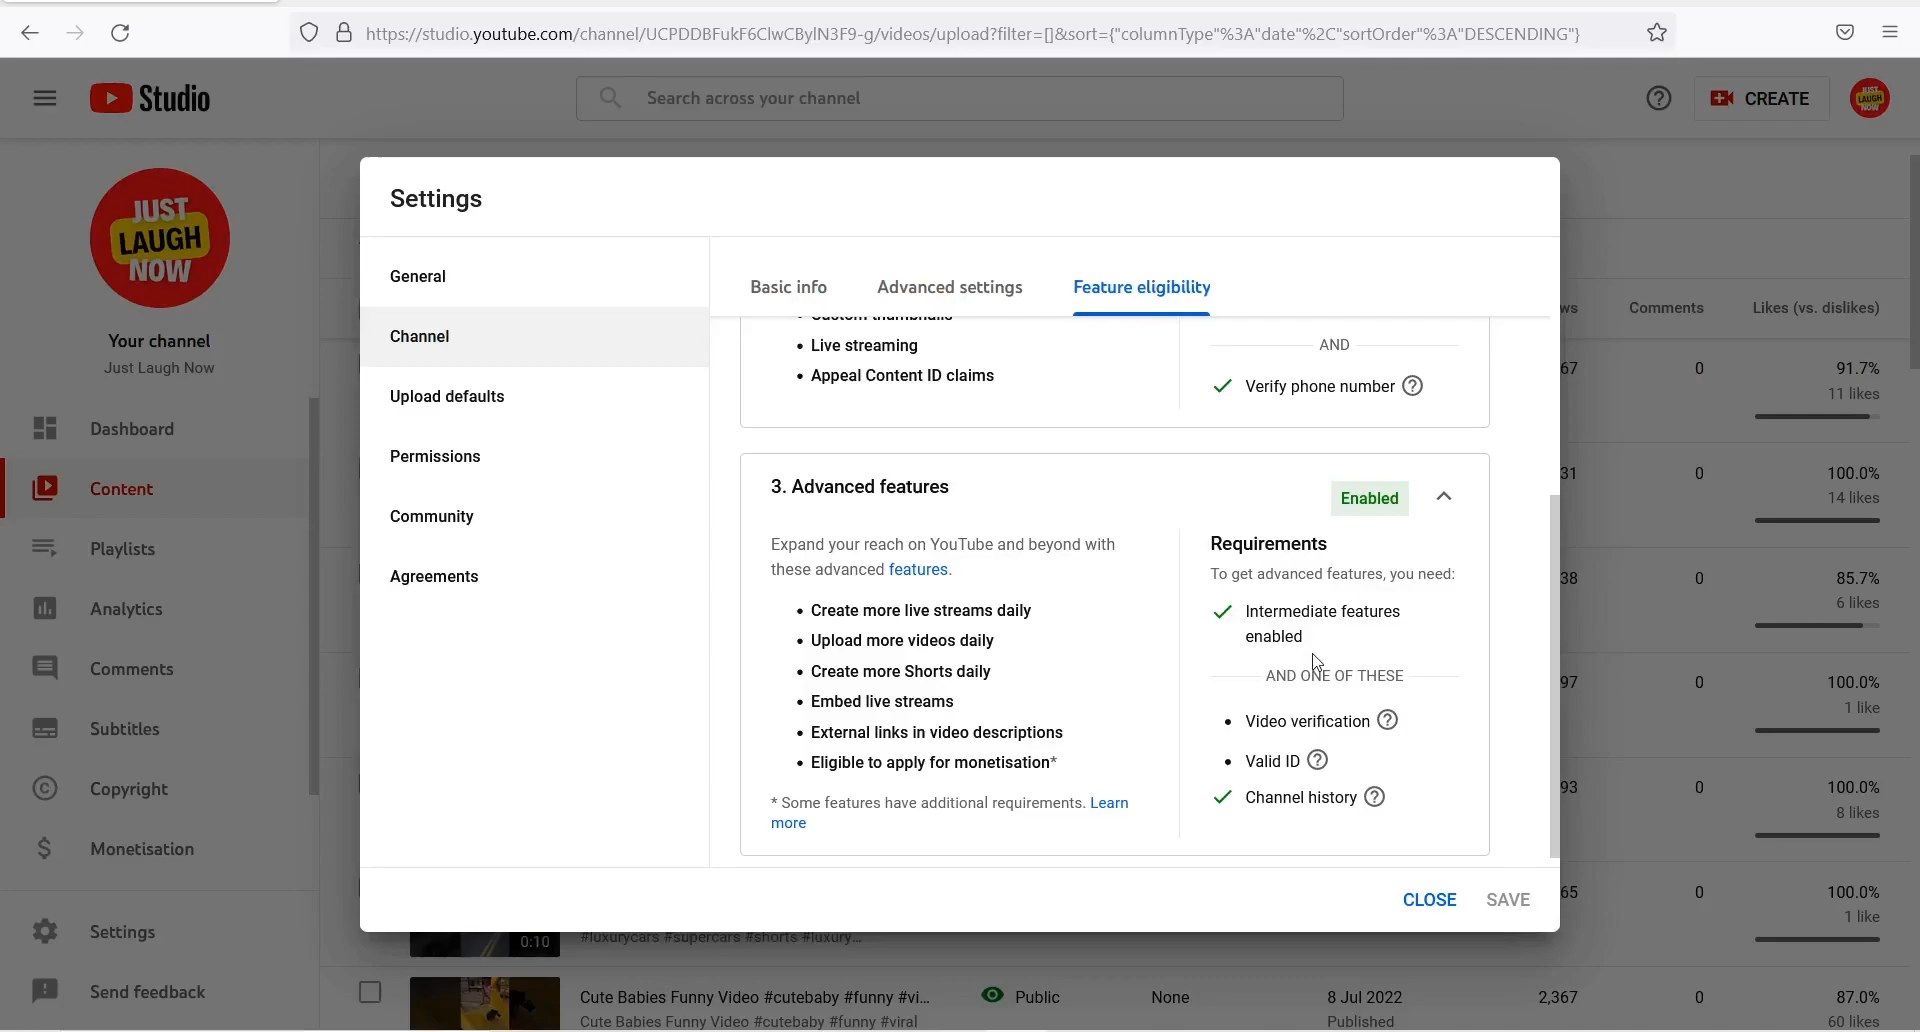 https://studio.youtube.com/channel/UCPDDBFukF6ClwCByIN3F9-g/videos/upload?filter=[]&sort={"columnType"%3A"date"%2C"sortOrder"%3A"DESCENDING"}
Studio
Search across your channel
CREATE
JUST
LAUGH
NOW
JUST
LAUGH
NOW
Your channel
Just Laugh Now
Dashboard
Content
Playlists
Analytics
Comments
Subtitles
Copyright
Monetisation
Settings
Send feedback
Settings
General
Channel
Upload defaults
Permissions
Community
Agreements
Basic info
Advanced settings
Feature eligibility
• Live streaming
• Appeal Content ID claims
AND
Verify phone number
3. Advanced features
Enabled
Expand your reach on YouTube and beyond with
these advanced features.
• Create more live streams daily
• Upload more videos daily
• Create more Shorts daily
• Embed live streams
• External links in video descriptions
• Eligible to apply for monetisation*
* Some features have additional requirements. Learn
more
Requirements
To get advanced features, you need:
Intermediate features
enabled
AND ONE OF THESE
• Video verification
• Valid ID
Channel history
CLOSE
SAVE
Comments
Likes (vs. dislikes)
67
0
91.7%
11 likes
31
0
100.0%
14 likes
38
0
85.7%
6 likes
97
0
100.0%
1 like
93
0
100.0%
8 likes
65
0
100.0%
1 like
0:10
#luxurycars #supercars #shorts #luxury...
Cute Babies Funny Video #cutebaby #funny #vi...
Cute Babies Funny Video #cutebaby #funny #viral
Public
None
8 Jul 2022
Published
2,367
0
87.0%
60 likes